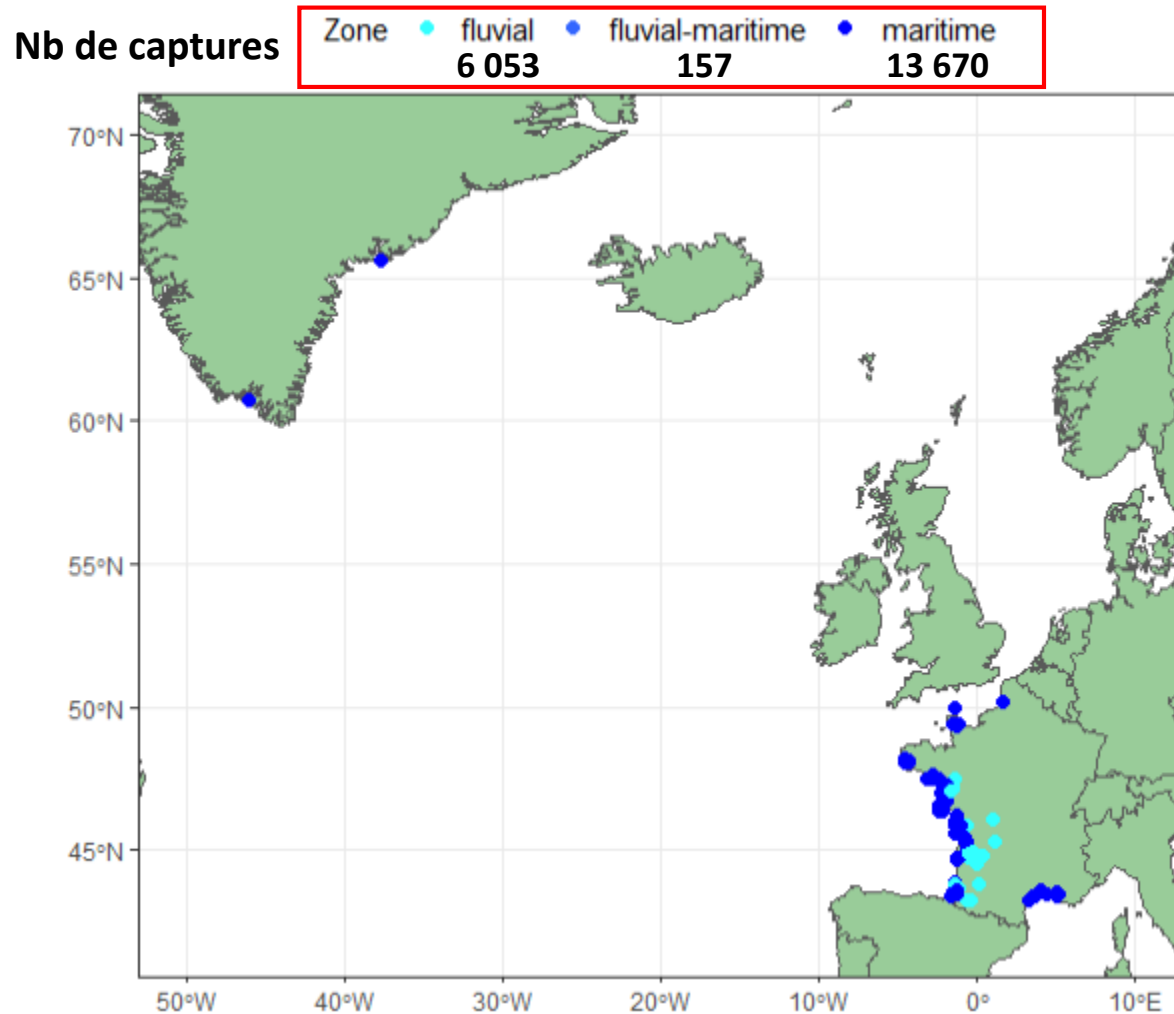 Nb de captures
Zone fluvial fluvial-maritime maritime
6 053 157 13 670
70°N
65°N
60°N
55°N
50°N
45°N
50°W 40°W 30°W 20°W 10°W 0° 10°E